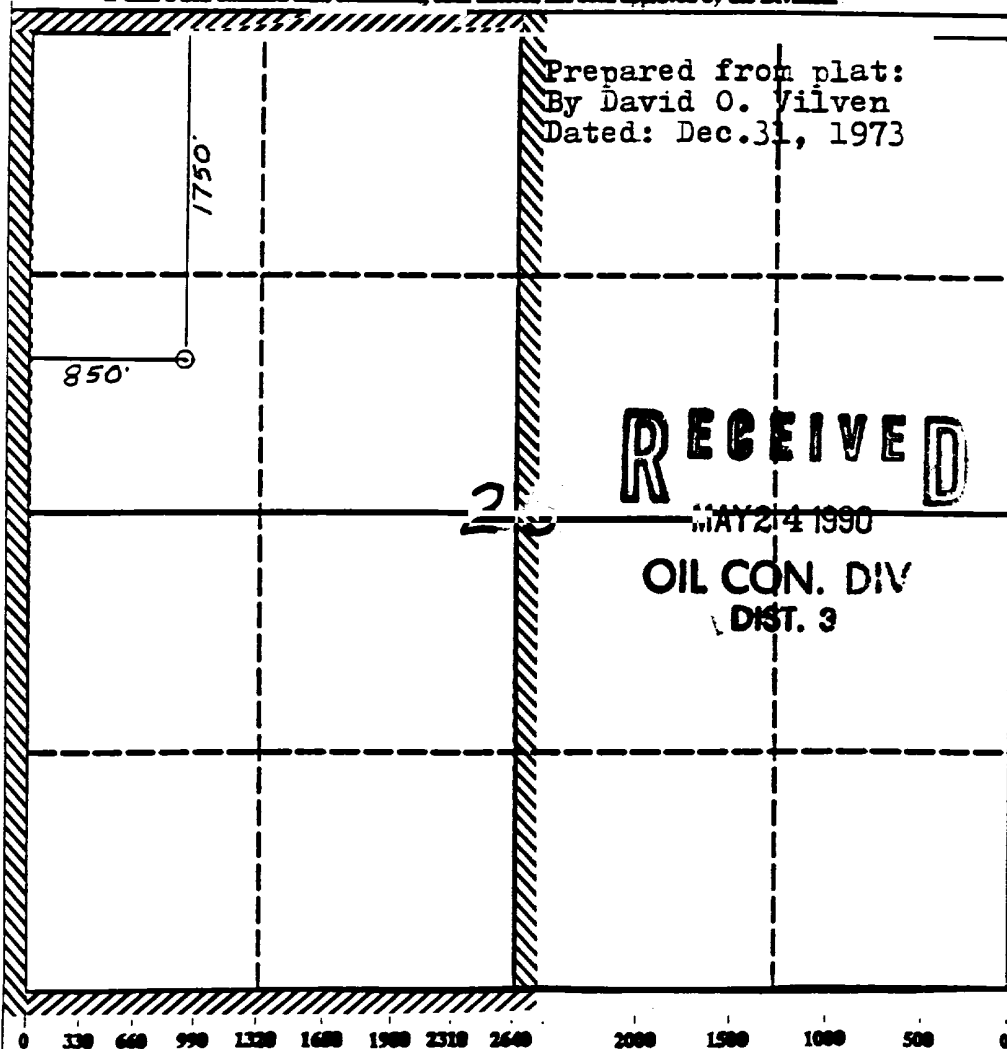 Prepared from plat:
By David O. Vilven
Dated: Dec.31, 1973
1750'
850'
RECEIVED
MAY 24 1990
OIL CON. DIV
DIST. 3
0 330 660 990 1320 1650 1980 2310 2640 2000 1500 1000 500 0